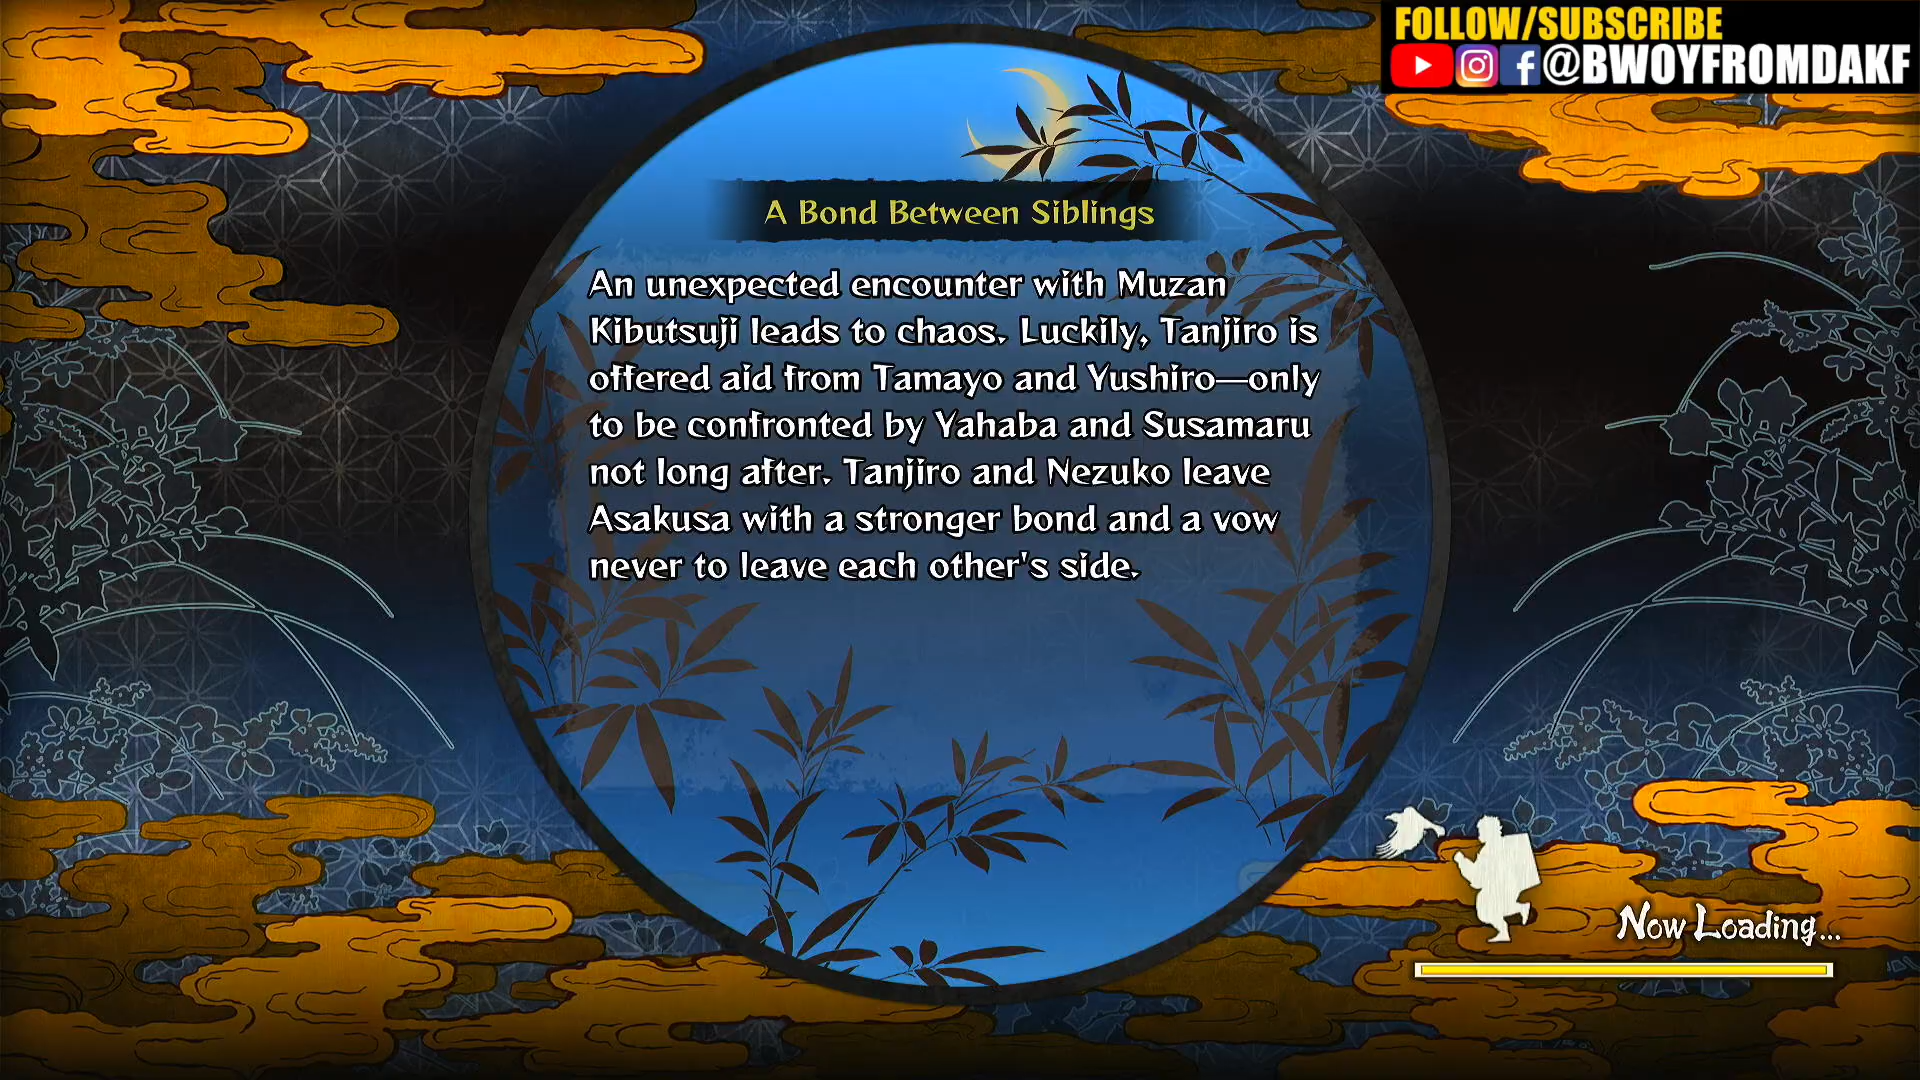 FOLLOW/SUBSCRIBE
@BWOYFROMDAKF
A Bond Between Siblings
An unexpected encounter with Muzan
Kibutsuji leads to chaos. Luckily, Tanjiro is
offered aid from Tamayo and Yushiro—only
to be confronted by Yahaba and Susamaru
not long after. Tanjiro and Nezuko leave
Asakusa with a stronger bond and a vow
never to leave each other's side.
Now Loading...